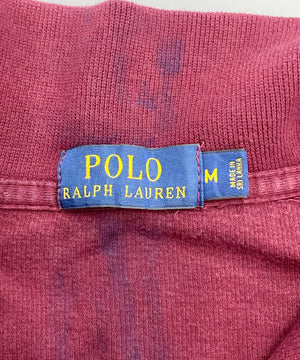 POLO
RALPH LAUREN
M
MADE IN
SRI LANKA